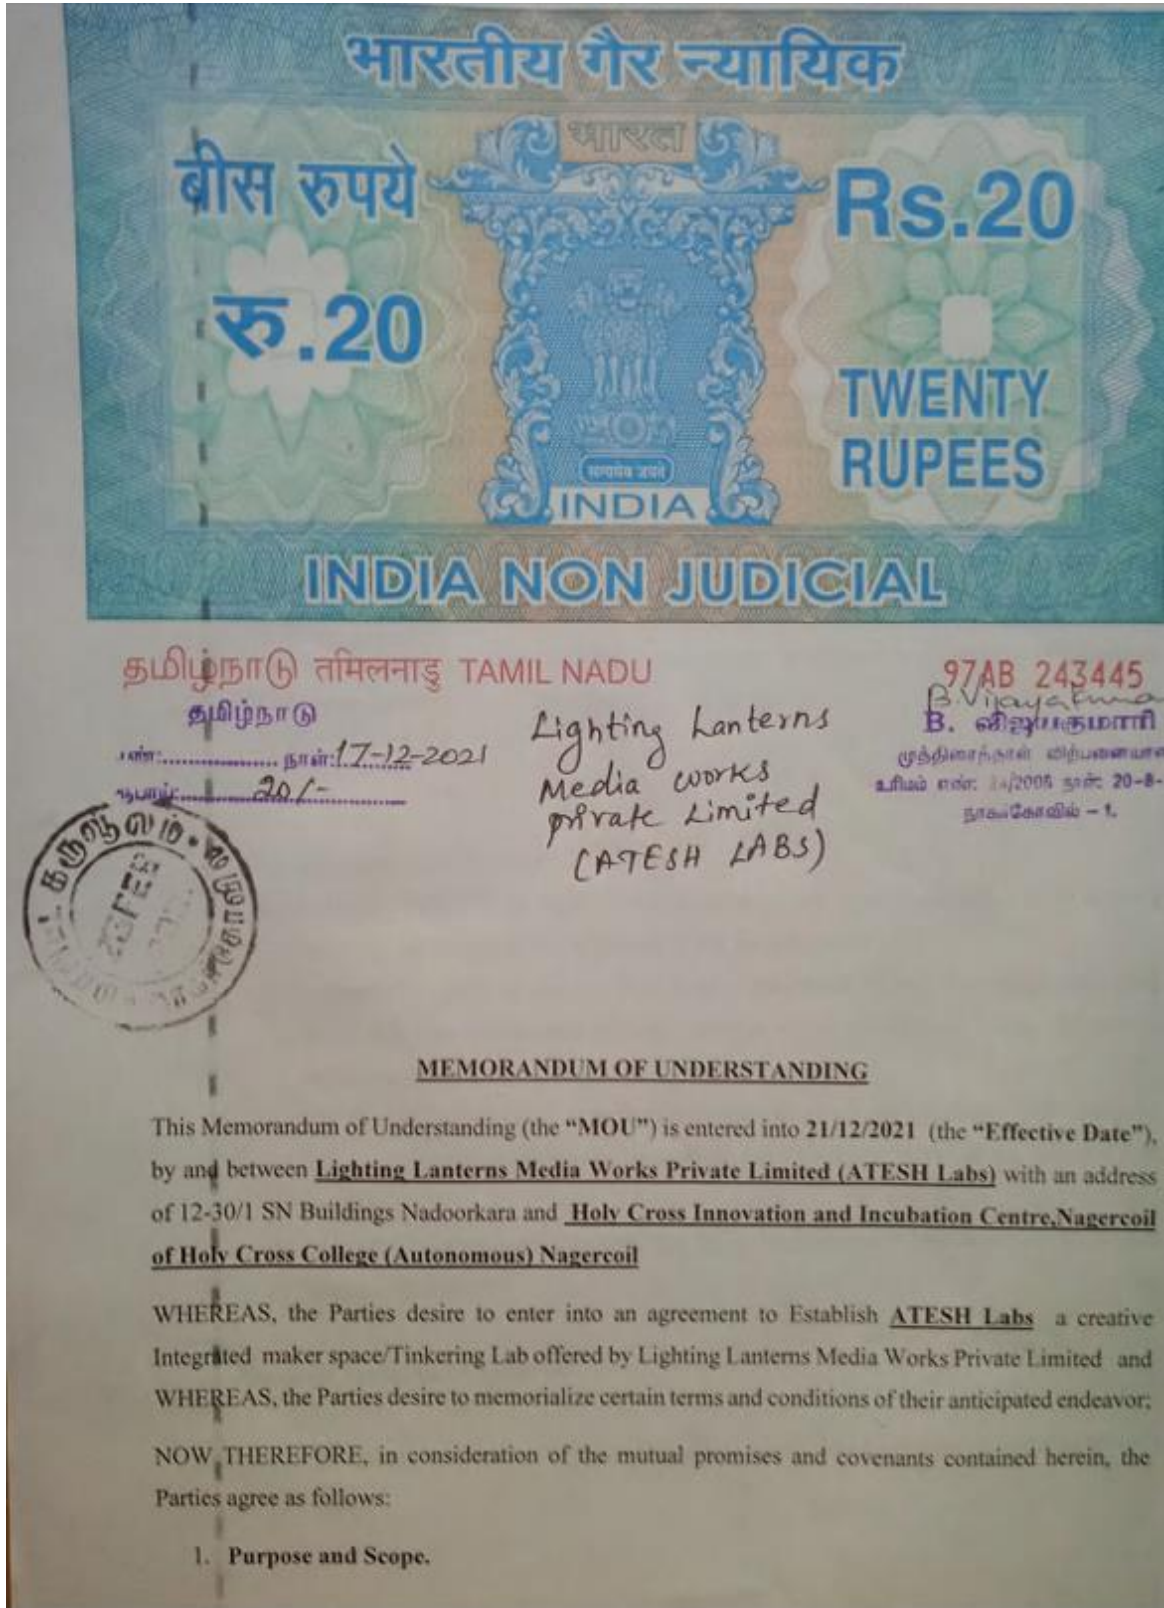 भारतीय गैर न्यायिक
भारत
बीस रुपये
Rs.20
रु.20
TWENTY
RUPEES
सत्यमेव जयते
INDIA
INDIA NON JUDICIAL
தமிழ்நாடு तमिलनाडु TAMIL NADU
97AB 243445
தமிழ்நாடு
நாள்: 17-12-2021
20/-
Lighting Lanterns
Media works
private Limited
(ATESH LABS)
B. விஜயகுமாரி
நாள்: 20-8-
நாகர்கோவில் – 1.
கருவூலம்
FEB
MEMORANDUM OF UNDERSTANDING
This Memorandum of Understanding (the “MOU”) is entered into 21/12/2021 (the “Effective Date”),
by and between Lighting Lanterns Media Works Private Limited (ATESH Labs) with an address
of 12-30/1 SN Buildings Nadoorkara and Holy Cross Innovation and Incubation Centre,Nagercoil
of Holy Cross College (Autonomous) Nagercoil
WHEREAS, the Parties desire to enter into an agreement to Establish ATESH Labs a creative
Integrated maker space/Tinkering Lab offered by Lighting Lanterns Media Works Private Limited and
WHEREAS, the Parties desire to memorialize certain terms and conditions of their anticipated endeavor;
NOW THEREFORE, in consideration of the mutual promises and covenants contained herein, the
Parties agree as follows:
1. Purpose and Scope.